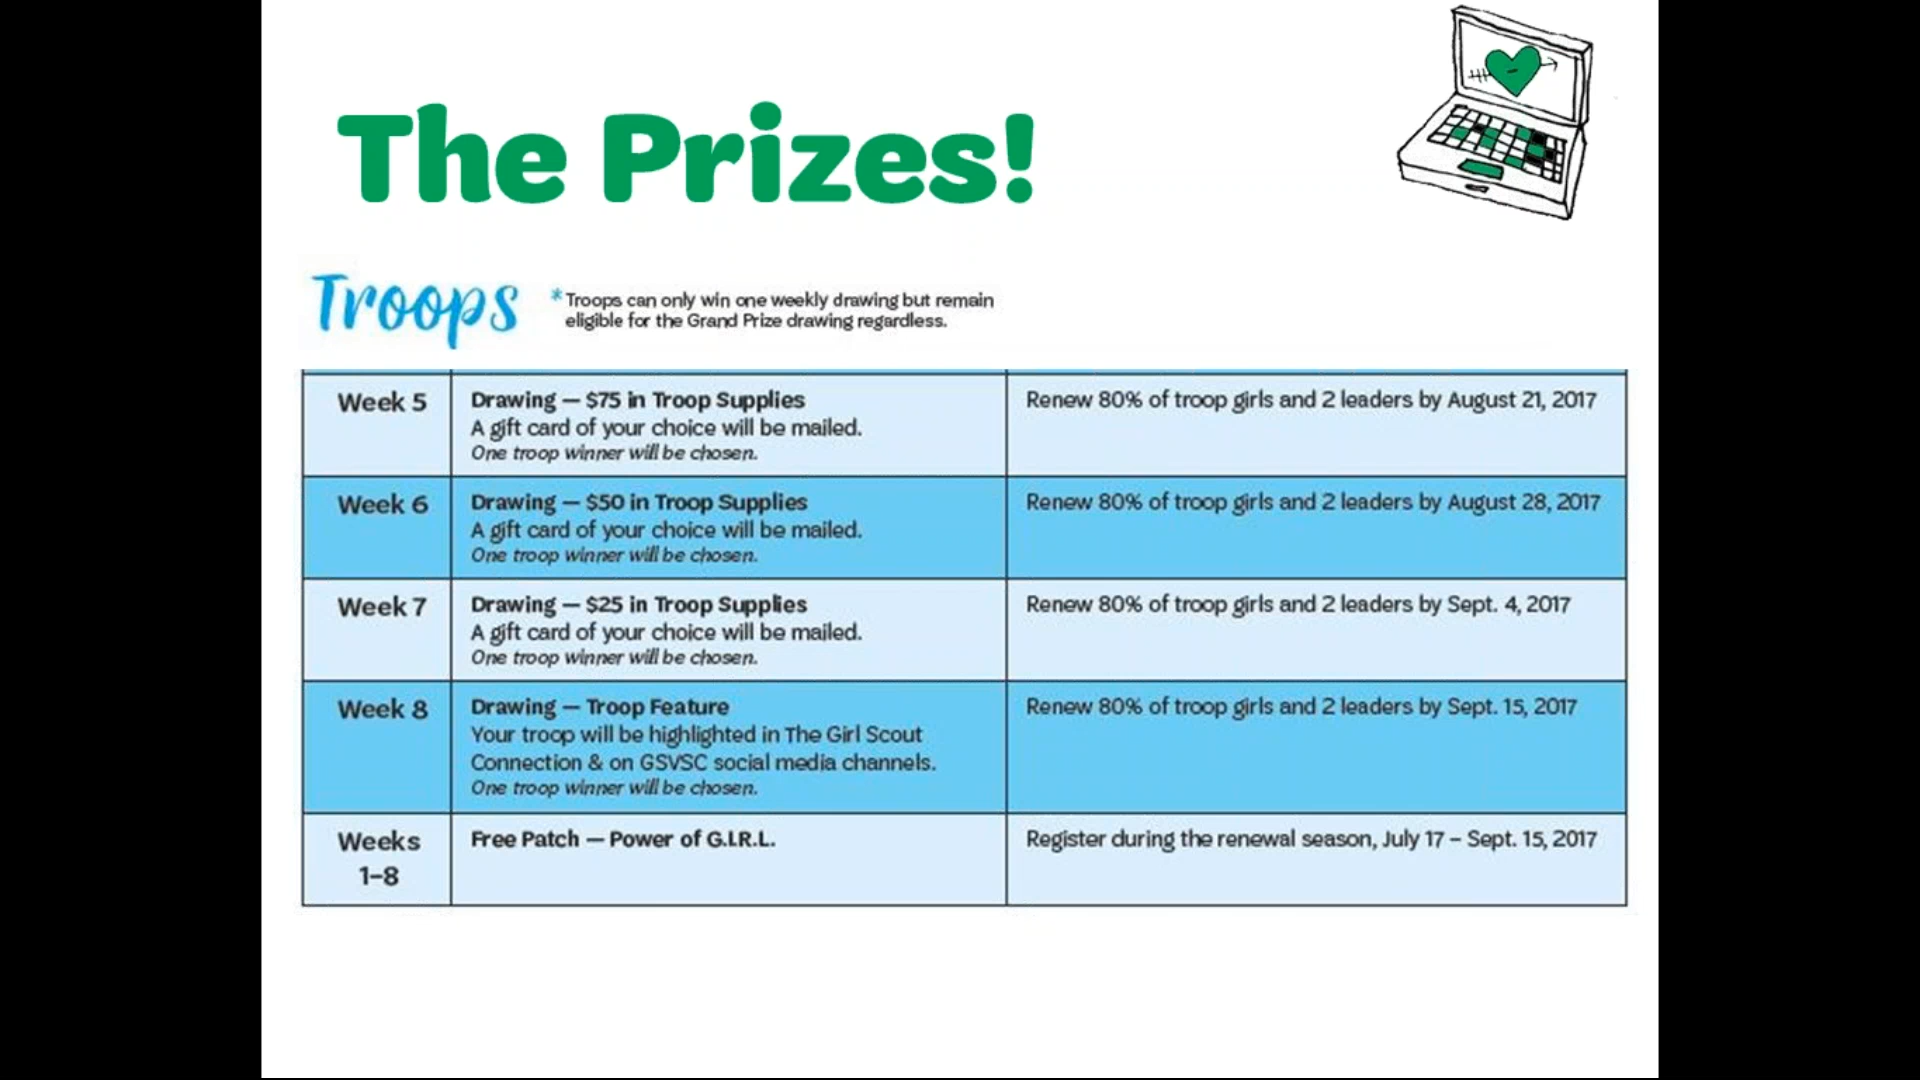 The Prizes!
Troops
*Troops can only win one weekly drawing but remain
eligible for the Grand Prize drawing regardless.
Week 5
Drawing — $75 in Troop Supplies
A gift card of your choice will be mailed.
One troop winner will be chosen.
Renew 80% of troop girls and 2 leaders by August 21, 2017
Week 6
Drawing — $50 in Troop Supplies
A gift card of your choice will be mailed.
One troop winner will be chosen.
Renew 80% of troop girls and 2 leaders by August 28, 2017
Week 7
Drawing — $25 in Troop Supplies
A gift card of your choice will be mailed.
One troop winner will be chosen.
Renew 80% of troop girls and 2 leaders by Sept. 4, 2017
Week 8
Drawing — Troop Feature
Your troop will be highlighted in The Girl Scout
Connection & on GSVSC social media channels.
One troop winner will be chosen.
Renew 80% of troop girls and 2 leaders by Sept. 15, 2017
Weeks
1–8
Free Patch — Power of G.I.R.L.
Register during the renewal season, July 17 – Sept. 15, 2017